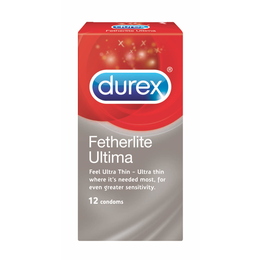 durex®
Fetherlite
Ultima
Feel Ultra Thin – Ultra thin
where it's needed most, for
even greater sensitivity.
12 condoms